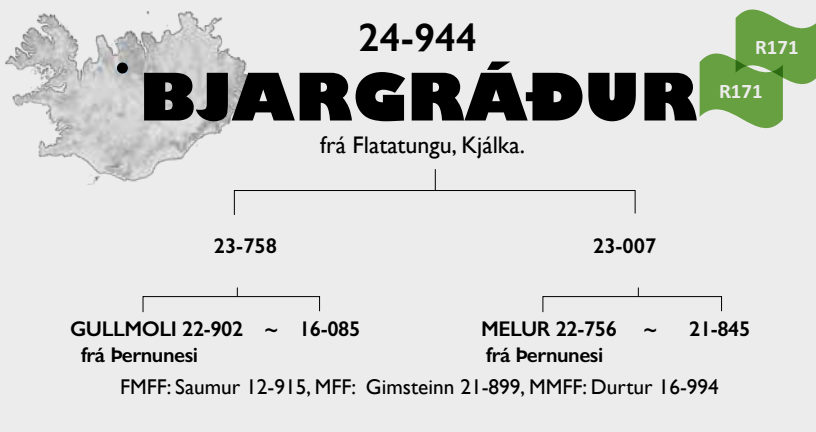 24-944
R171
R171
BJARGRÁÐUR
frá Flatatungu, Kjálka.
23-758
23-007
GULLMOLI 22-902 ~ 16-085
frá Þernunesi
MELUR 22-756 ~ 21-845
frá Þernunesi
FMFF: Saumur 12-915, MFF: Gimsteinn 21-899, MMFF: Durtur 16-994